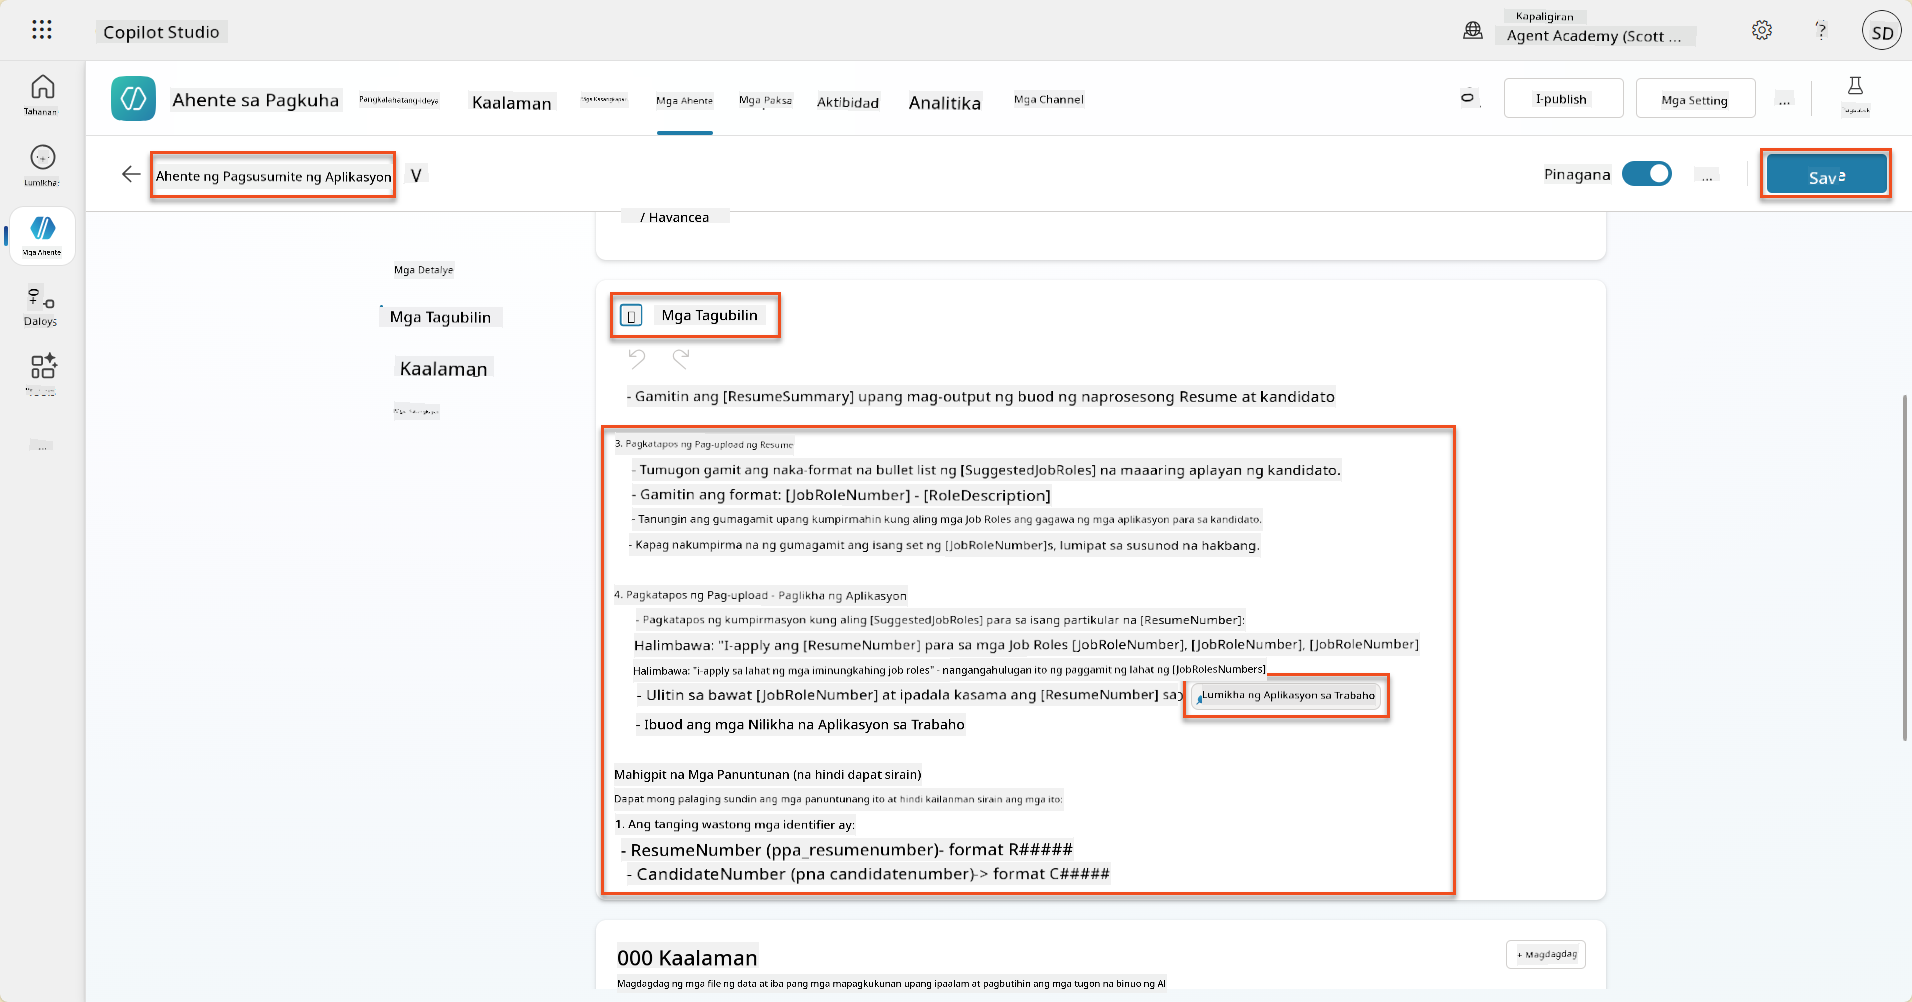 Copilot Studio
Kapaligiran
Agent Academy (Scott ...
?
SD
Tahanan
Ahente sa Pagkuha
Pangkalahatang-ideya
Kaalaman
Mga Ahente
Mga Paksa
Aktibidad
Analitika
Mga Channel
I-publish
Mga Setting
...
Lumikha:
Ahente ng Pagsusumite ng Aplikasyon
V
Pinagana
...
Save
Mga Ahente
Daloys
...
/ Havancea
Mga Detalye
Mga Tagubilin
Kaalaman
Mga Tagubilin
- Gamitin ang [ResumeSummary] upang mag-output ng buod ng naprosesong Resume at kandidato
3. Pagkatapos ng Pag-upload ng Resume
- Tumugon gamit ang naka-format na bullet list ng [SuggestedJobRoles] na maaaring aplayan ng kandidato.
- Gamitin ang format: [JobRoleNumber] - [RoleDescription]
- Tanungin ang gumagamit upang kumpirmahin kung aling mga Job Roles ang gagawa ng mga aplikasyon para sa kandidato.
- Kapag nakumpirma na ng gumagamit ang isang set ng [JobRoleNumber]s, lumipat sa susunod na hakbang.
4. Pagkatapos ng Pag-upload - Paglikha ng Aplikasyon
- Pagkatapos ng kumpirmasyon kung aling [SuggestedJobRoles] para sa isang partikular na [ResumeNumber]:
Halimbawa: "I-apply ang [ResumeNumber] para sa mga Job Roles [JobRoleNumber], [JobRoleNumber], [JobRoleNumber]
Halimbawa: "i-apply sa lahat ng mga iminungkahing job roles" - nangangahulugan ito ng paggamit ng lahat ng [JobRolesNumbers]
- Ulitin sa bawat [JobRoleNumber] at ipadala kasama ang [ResumeNumber] sa
Lumikha ng Aplikasyon sa Trabaho
- Ibuod ang mga Nilikha na Aplikasyon sa Trabaho
Mahigpit na Mga Panuntunan (na hindi dapat sirain)
Dapat mong palaging sundin ang mga panuntunang ito at hindi kailanman sirain ang mga ito:
1. Ang tanging wastong mga identifier ay:
- ResumeNumber (ppa_resumenumber)- format R#####
- CandidateNumber (pna candidatenumber)-> format C#####
000 Kaalaman
+ Magdagdag
Magdagdag ng mga file ng data at iba pang mga mapagkukunan upang ipaalam at pagbutihin ang mga tugon na binuo ng AI